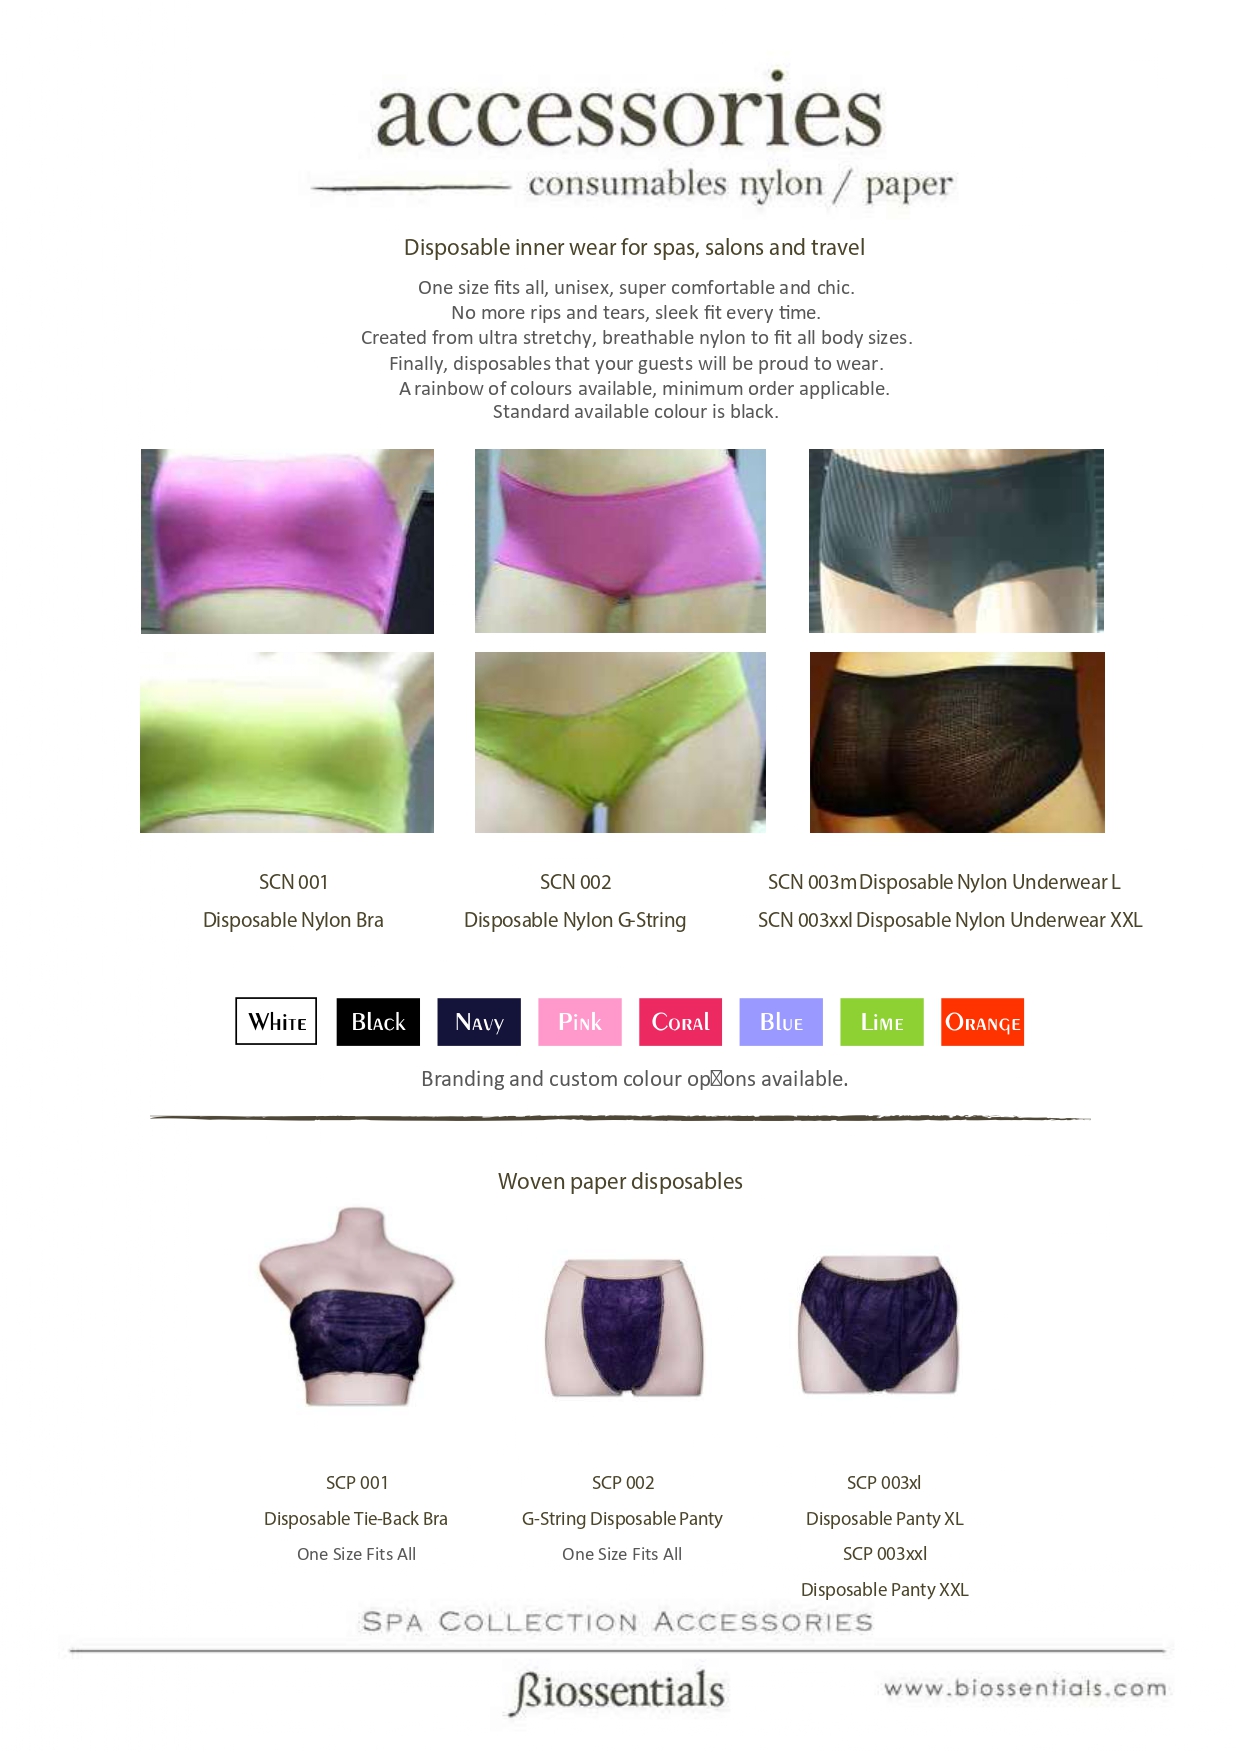 accessories
consumables nylon / paper
Disposable inner wear for spas, salons and travel
One size fits all, unisex, super comfortable and chic.
No more rips and tears, sleek fit every time.
Created from ultra stretchy, breathable nylon to fit all body sizes.
Finally, disposables that your guests will be proud to wear.
A rainbow of colours available, minimum order applicable.
Standard available colour is black.
SCN 001 SCN 002 SCN 003m Disposable Nylon Underwear L
Disposable Nylon Bra Disposable Nylon G-String SCN 003xxl Disposable Nylon Underwear XXL
White Black Navy Pink Coral Blue Lime Orange
Branding and custom colour op☒ons available.
Woven paper disposables
SCP 001 SCP 002 SCP 003xl
Disposable Tie-Back Bra G-String Disposable Panty Disposable Panty XL
One Size Fits All One Size Fits All SCP 003xxl
Disposable Panty XXL
Spa Collection Accessories
ßiossentials www.biossentials.com